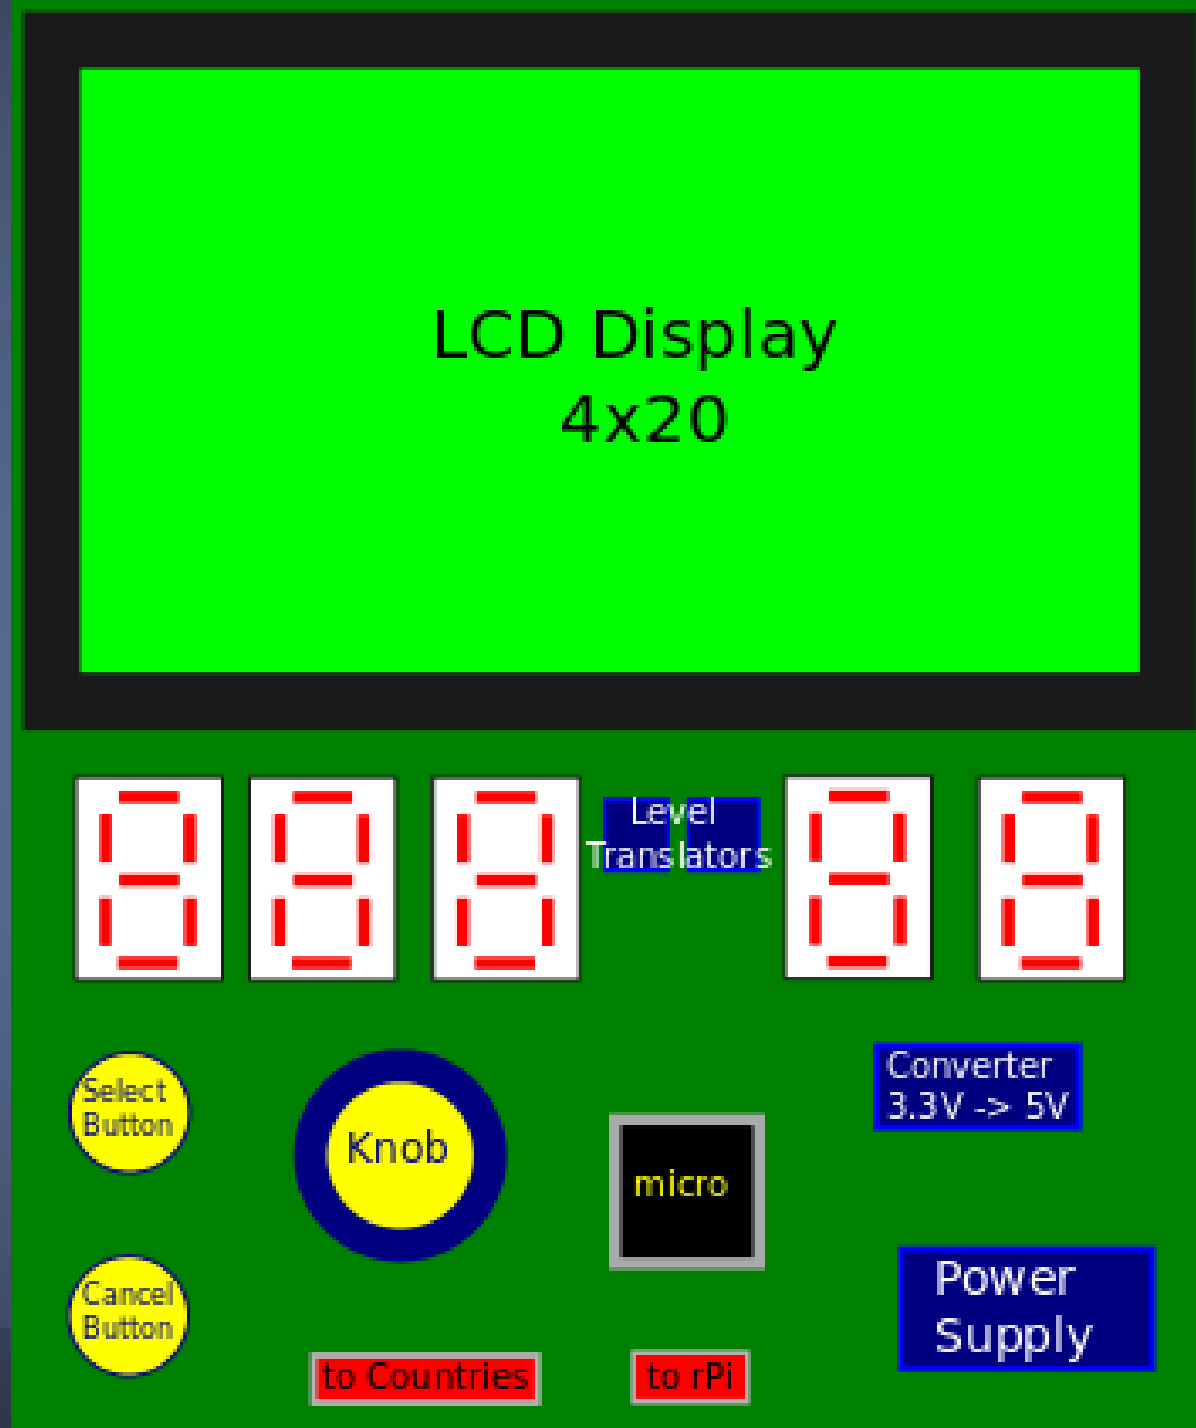 LCD Display
4x20
Level
Translators
Select
Button
Knob
Converter
3.3V -> 5V
micro
Cancel
Button
Power
Supply
to Countries
to rPi